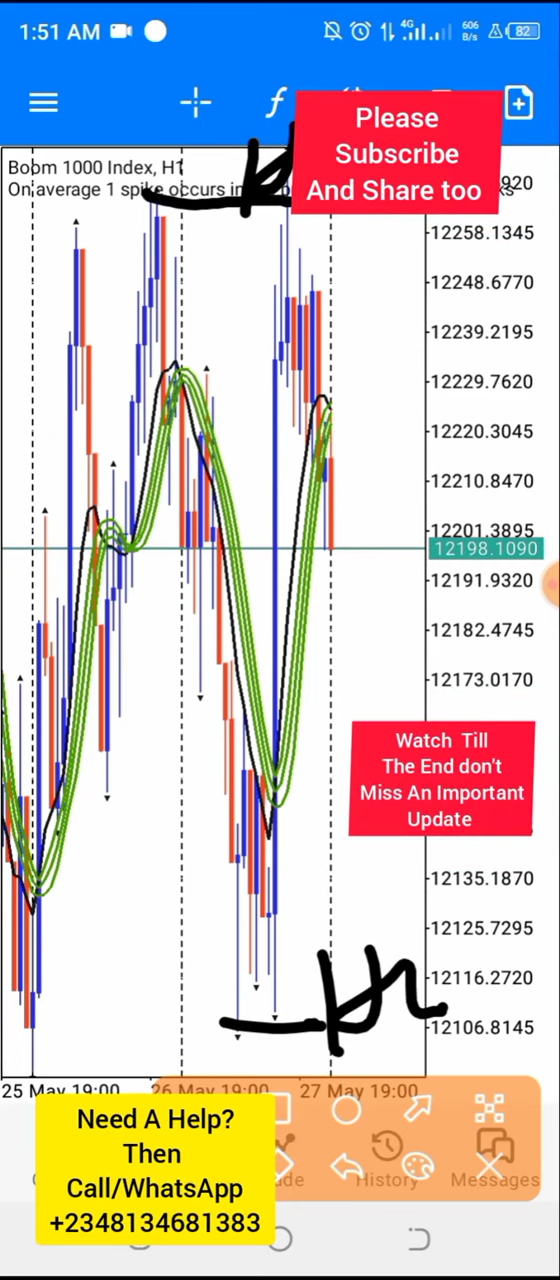 1:51 AM
4G
606
B/s
82
Please
Subscribe
And Share too
Boom 1000 Index, H1
On average 1 spike occurs in
920
12258.1345
12248.6770
12239.2195
12229.7620
12220.3045
12210.8470
12201.3895
12198.1090
12191.9320
12182.4745
12173.0170
Watch Till
The End don't
Miss An Important
Update
12135.1870
12125.7295
12116.2720
12106.8145
25 May 19:00 26 May 19:00 27 May 19:00
Need A Help?
Then
Call/WhatsApp
+2348134681383
History
Messages